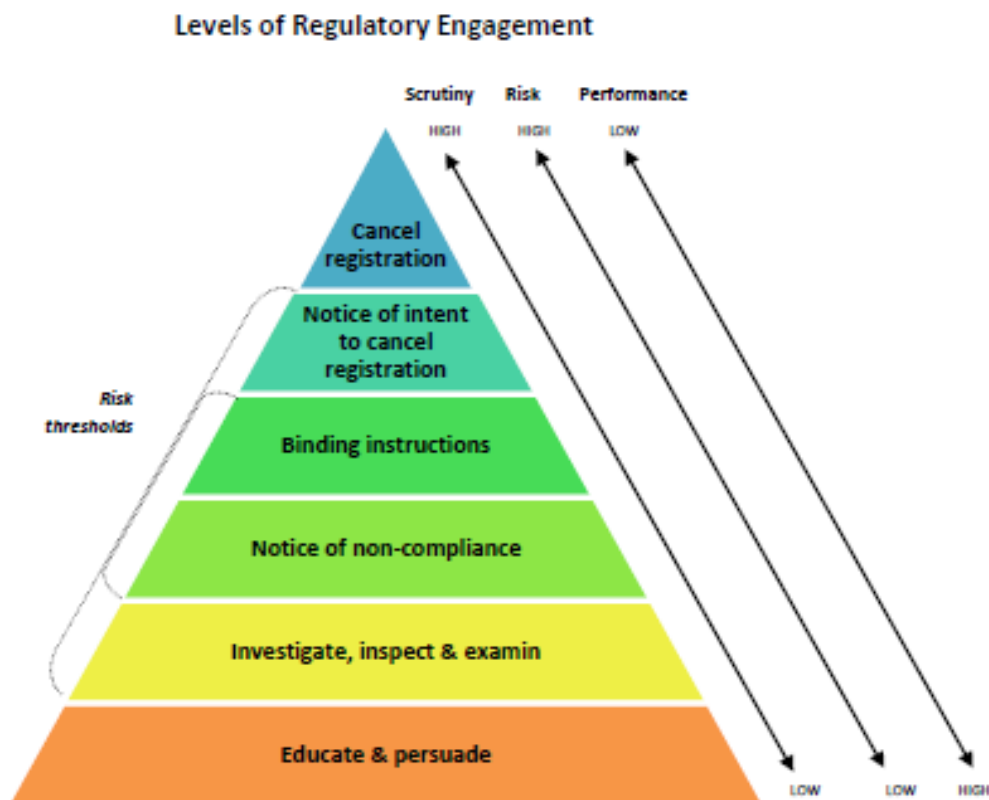 Levels of Regulatory Engagement
Scrutiny Risk Performance
HIGH HIGH LOW
Cancel
registration
Notice of intent
to cancel
registration
Risk
thresholds
Binding instructions
Notice of non-compliance
Investigate, inspect & examin
Educate & persuade
LOW LOW HIGH